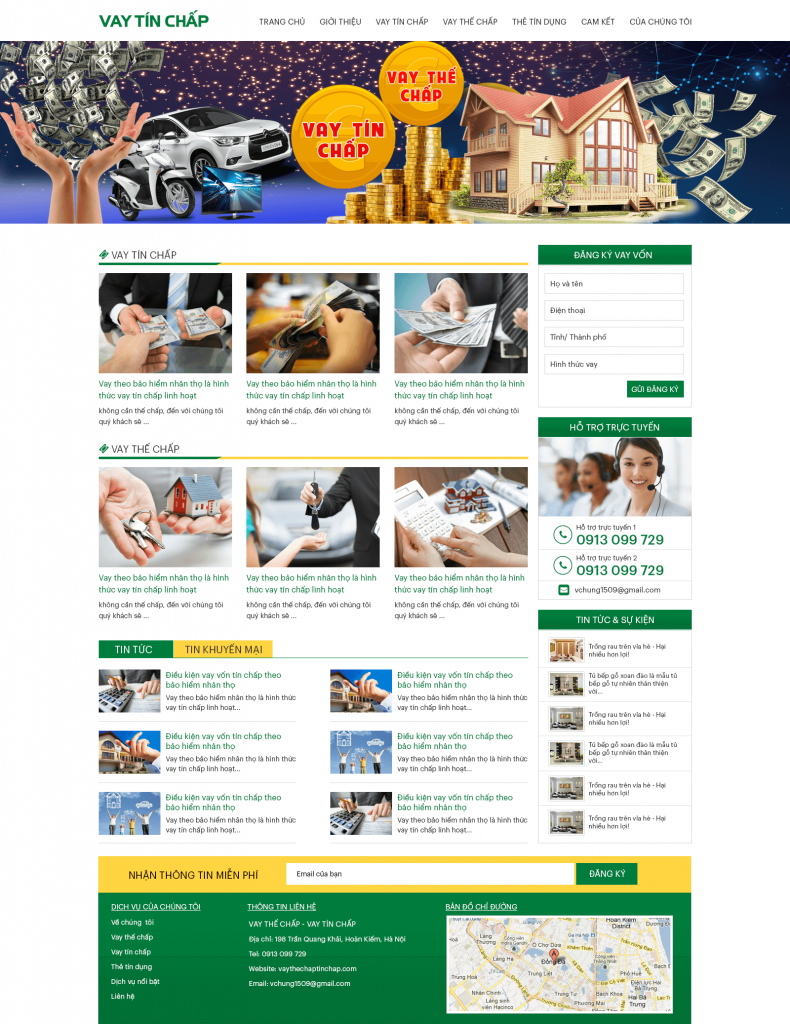 VAY TÍN CHẤP
TRANG CHỦ GIỚI THIỆU VAY TÍN CHẤP VAY THẾ CHẤP THẺ TÍN DỤNG CAM KẾT CỦA CHÚNG TÔI
VAY THẾ
CHẤP
VAY TÍN
CHẤP
VAY TÍN CHẤP
Vay theo bảo hiểm nhân thọ là hình
thức vay tín chấp linh hoạt
không cần thế chấp, đến với chúng tôi
quý khách sẽ ...
Vay theo bảo hiểm nhân thọ là hình
thức vay tín chấp linh hoạt
không cần thế chấp, đến với chúng tôi
quý khách sẽ ...
Vay theo bảo hiểm nhân thọ là hình
thức vay tín chấp linh hoạt
không cần thế chấp, đến với chúng tôi
quý khách sẽ ...
VAY THẾ CHẤP
Vay theo bảo hiểm nhân thọ là hình
thức vay tín chấp linh hoạt
không cần thế chấp, đến với chúng tôi
quý khách sẽ ...
Vay theo bảo hiểm nhân thọ là hình
thức vay tín chấp linh hoạt
không cần thế chấp, đến với chúng tôi
quý khách sẽ ...
Vay theo bảo hiểm nhân thọ là hình
thức vay tín chấp linh hoạt
không cần thế chấp, đến với chúng tôi
quý khách sẽ ...
TIN TỨC TIN KHUYẾN MẠI
Điều kiện vay vốn tín chấp theo
bảo hiểm nhân thọ
Vay theo bảo hiểm nhân thọ là hình thức
vay tín chấp linh hoạt...
Điều kiện vay vốn tín chấp theo
bảo hiểm nhân thọ
Vay theo bảo hiểm nhân thọ là hình thức
vay tín chấp linh hoạt...
Điều kiện vay vốn tín chấp theo
bảo hiểm nhân thọ
Vay theo bảo hiểm nhân thọ là hình thức
vay tín chấp linh hoạt...
Điều kiện vay vốn tín chấp theo
bảo hiểm nhân thọ
Vay theo bảo hiểm nhân thọ là hình thức
vay tín chấp linh hoạt...
Điều kiện vay vốn tín chấp theo
bảo hiểm nhân thọ
Vay theo bảo hiểm nhân thọ là hình thức
vay tín chấp linh hoạt...
Điều kiện vay vốn tín chấp theo
bảo hiểm nhân thọ
Vay theo bảo hiểm nhân thọ là hình thức
vay tín chấp linh hoạt...
ĐĂNG KÝ VAY VỐN
Họ và tên
Điện thoại
Tỉnh/ Thành phố
Hình thức vay
GỬI ĐĂNG KÝ
HỖ TRỢ TRỰC TUYẾN
Hỗ trợ trực tuyến 1
0913 099 729
Hỗ trợ trực tuyến 2
0913 099 729
vchung1509@gmail.com
TIN TỨC & SỰ KIỆN
Trồng rau trên vỉa hè - Hại
nhiều hơn lợi!
Tủ bếp gỗ xoan đào là mẫu tủ
bếp gỗ tự nhiên thân thiện
với...
Trồng rau trên vỉa hè - Hại
nhiều hơn lợi!
Tủ bếp gỗ xoan đào là mẫu tủ
bếp gỗ tự nhiên thân thiện
với...
Trồng rau trên vỉa hè - Hại
nhiều hơn lợi!
Trồng rau trên vỉa hè - Hại
nhiều hơn lợi!
NHẬN THÔNG TIN MIỄN PHÍ
Email của bạn
ĐĂNG KÝ
DỊCH VỤ CỦA CHÚNG TÔI
Về chúng tôi
Vay thế chấp
Vay tín chấp
Thẻ tín dụng
Dịch vụ nổi bật
Liên hệ
THÔNG TIN LIÊN HỆ
VAY THẾ CHẤP - VAY TÍN CHẤP
Địa chỉ: 198 Trần Quang Khải, Hoàn Kiếm, Hà Nội
Tel: 0913 099 729
Website: vaythechaptinchap.com
Email: vchung1509@gmail.com
BẢN ĐỒ CHỈ ĐƯỜNG
Hoàn Kiếm
District
Láng
Thượng
Ga Hà Nội
Ô Chợ Dừa
A
Đống Đa
Trung Liệt
Trung Hoà
Phố Huế
Nhân Chính
Láng sinh
viên Hacinco
Trung Tự
Phương Mai
Bách Khoa
Hai Bà
Trưng